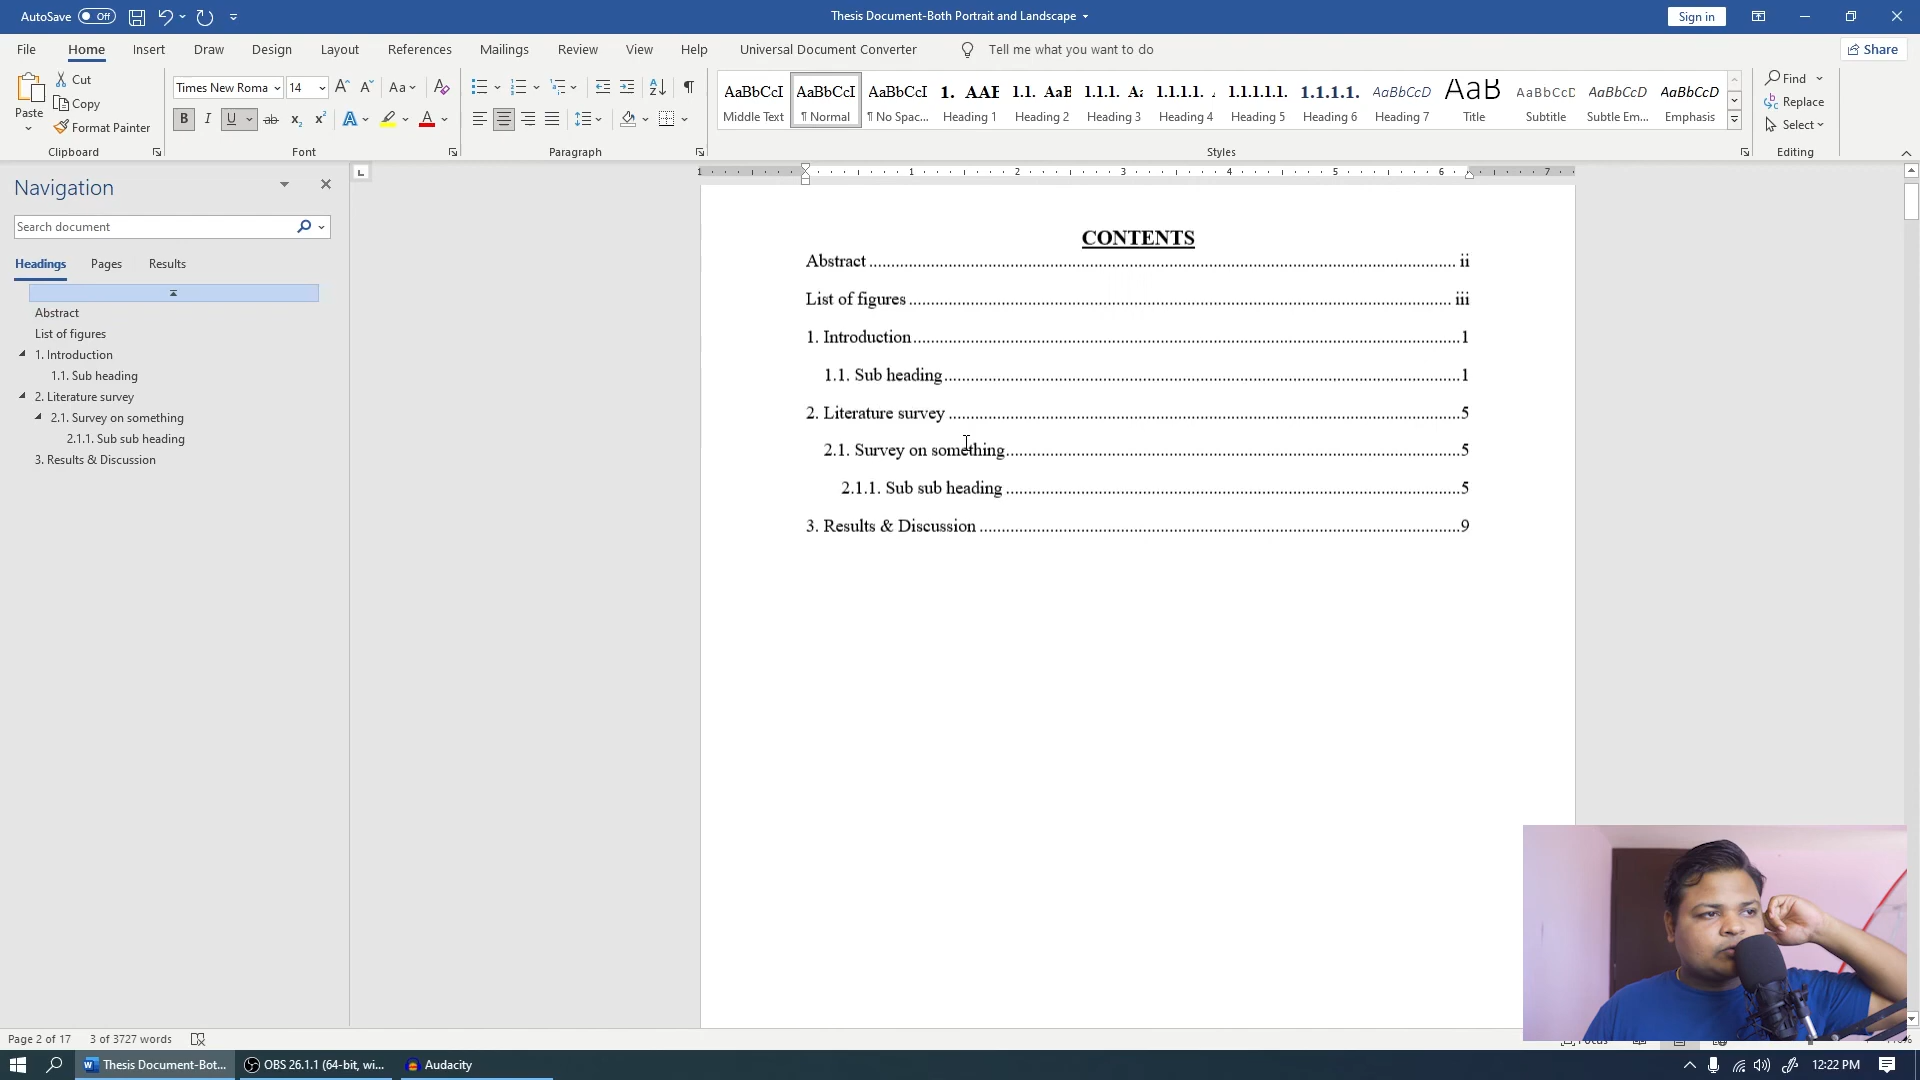 AutoSave Off
Thesis Document-Both Portrait and Landscape
Sign in
File Home Insert Draw Design Layout References Mailings Review View Help Universal Document Converter Tell me what you want to do Share
Paste
Cut
Copy
Format Painter
Clipboard
Times New Roma 14
Font
Paragraph
AaBbCcI AaBbCcI AaBbCcI 1. AAE 1.1. AaB 1.1.1. Aa 1.1.1.1. 1.1.1.1.1. 1.1.1.1. AaBbCcD AaB AaBbCcD AaBbCcD AaBbCcD
Middle Text ¶ Normal ¶ No Spac... Heading 1 Heading 2 Heading 3 Heading 4 Heading 5 Heading 6 Heading 7 Title Subtitle Subtle Em... Emphasis
Styles
Find
Replace
Select
Editing
Navigation
Search document
Headings Pages Results
Abstract
List of figures
1. Introduction
1.1. Sub heading
2. Literature survey
2.1. Survey on something
2.1.1. Sub sub heading
3. Results & Discussion
1 1 2 3 4 5 6 7
CONTENTS
Abstract ii
List of figures iii
1. Introduction 1
1.1. Sub heading 1
2. Literature survey 5
2.1. Survey on something 5
2.1.1. Sub sub heading 5
3. Results & Discussion 9
Page 2 of 17 3 of 3727 words
Thesis Document-Bot... OBS 26.1.1 (64-bit, wi... Audacity
12:22 PM